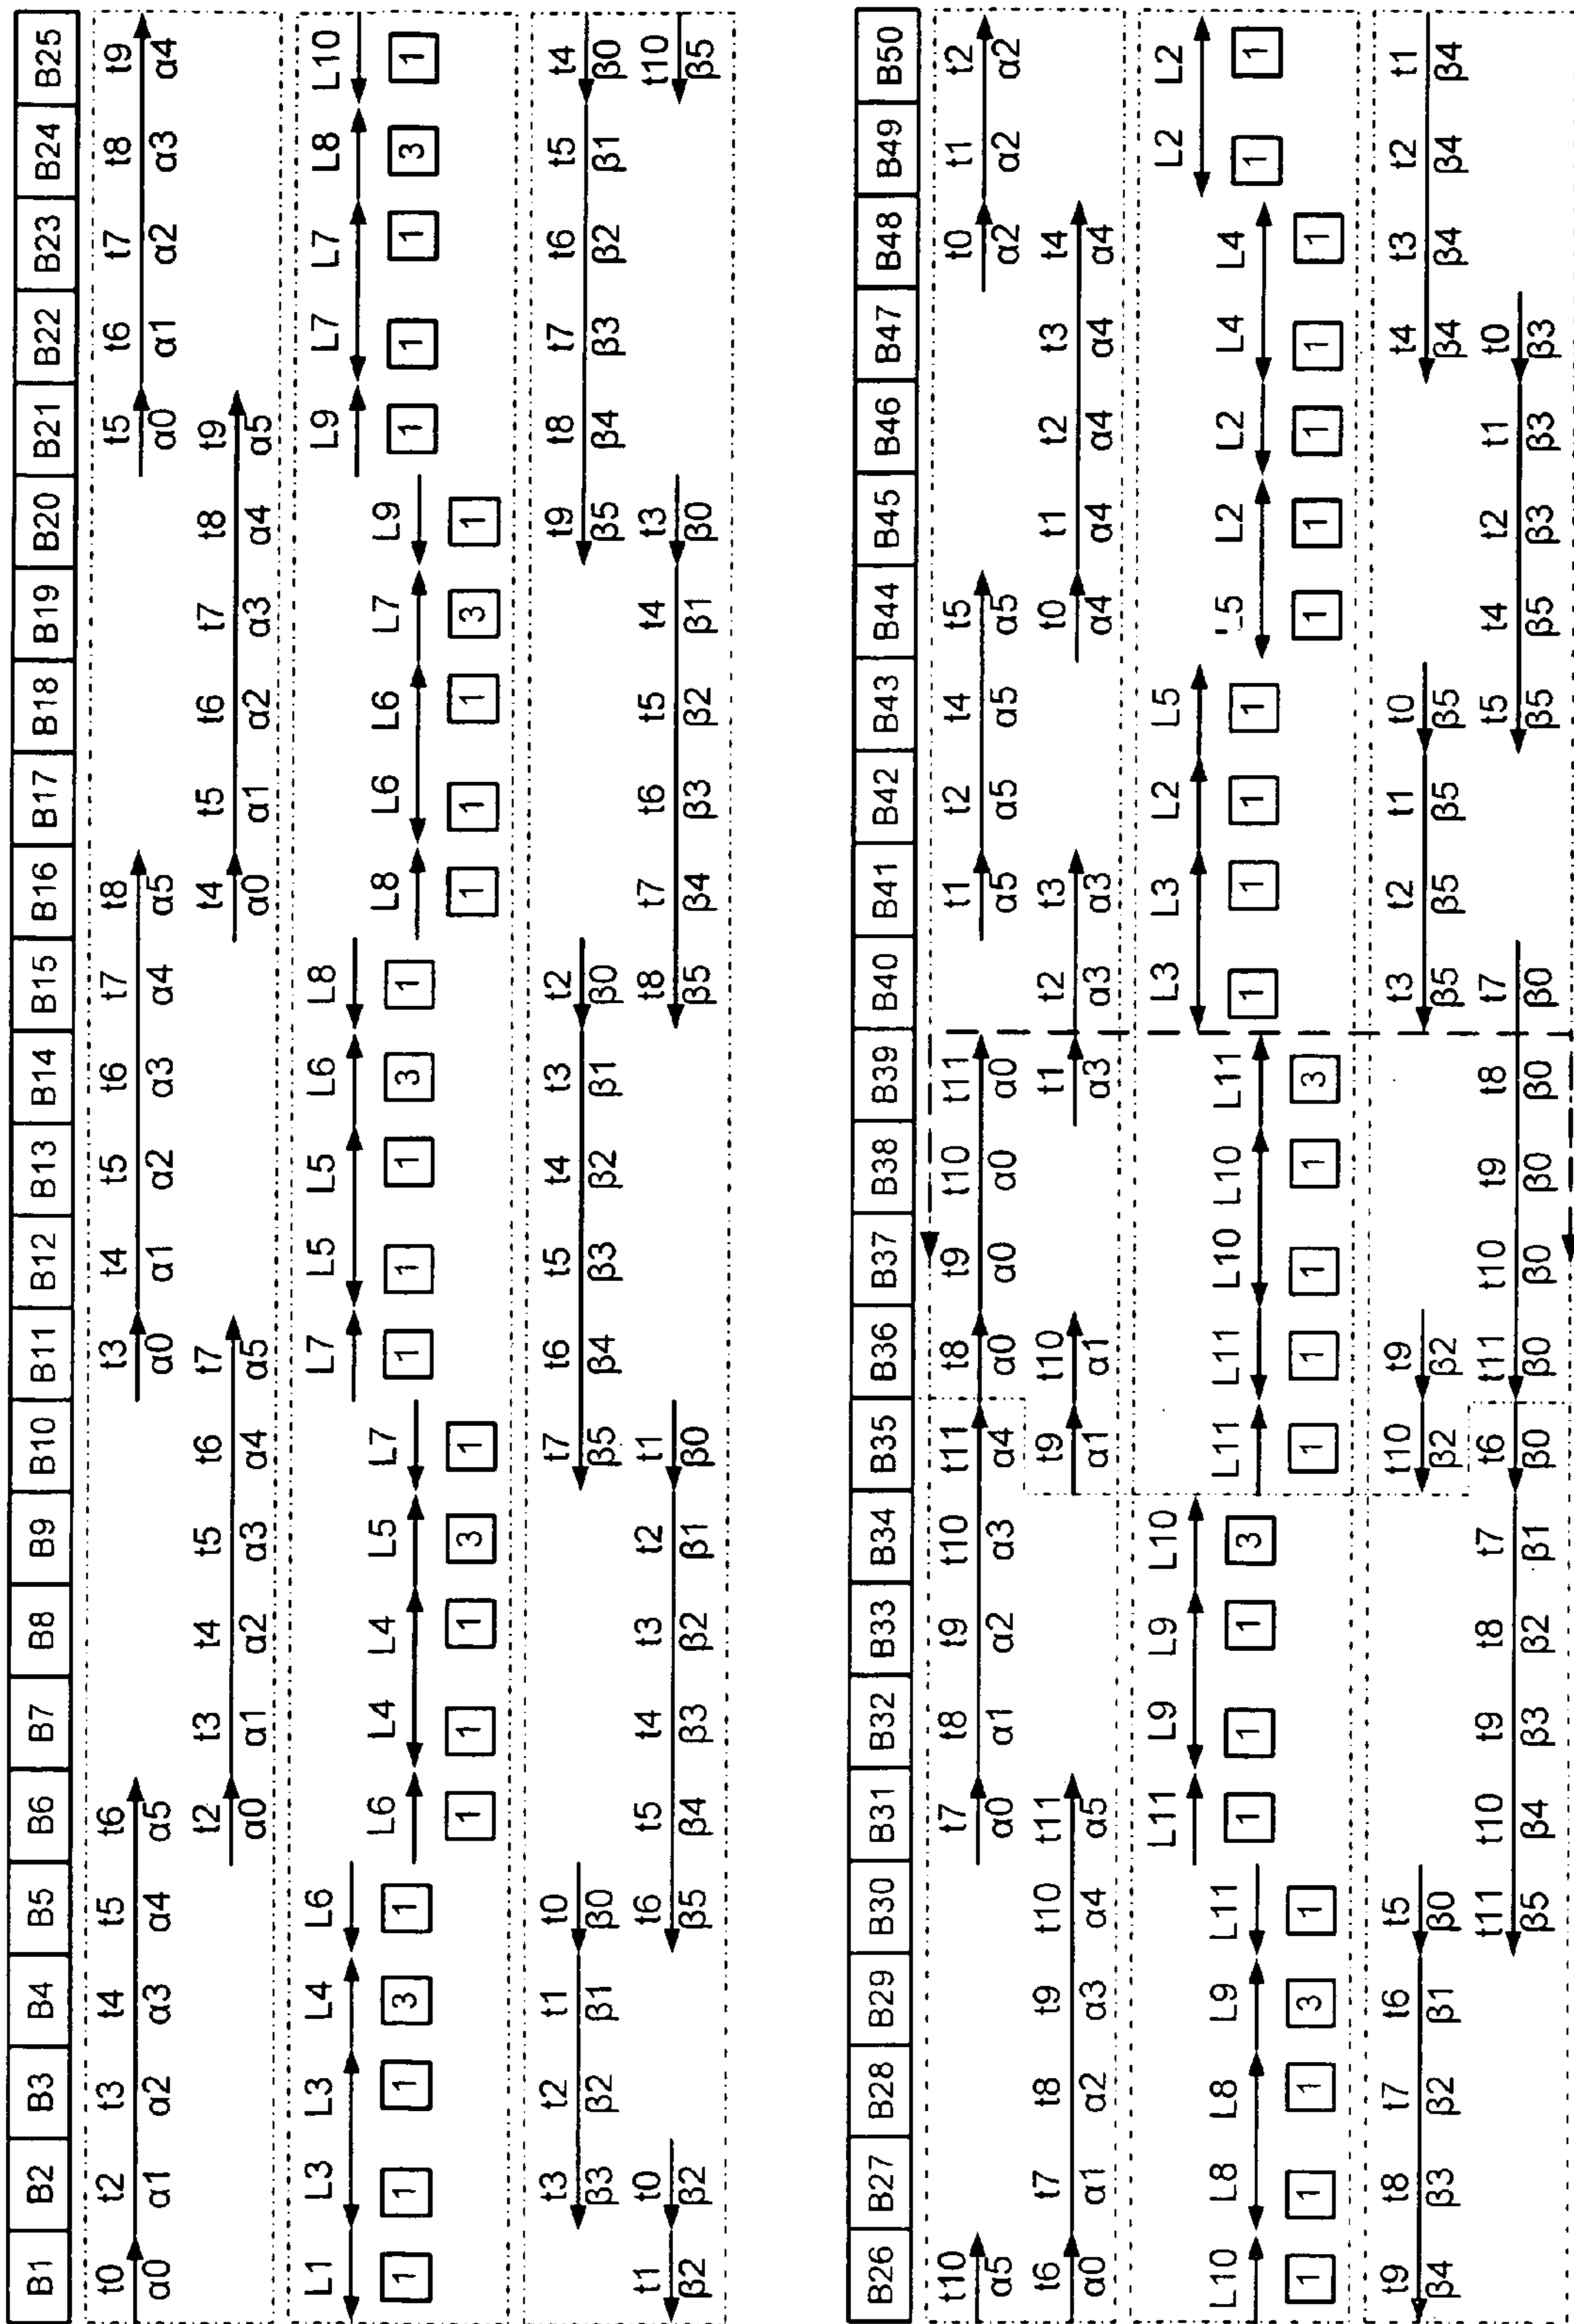 B1 B2 B3 B4 B5 B6 B7 B8 B9 B10 B11 B12 B13 B14 B15 B16 B17 B18 B19 B20 B21 B22 B23 B24 B25
t0 t2 t3 t4 t5 t6 t3 t4 t5 t6 t7 t8 t5 t6 t7 t8 t9
α0 α1 α2 α3 α4 α5 α0 α1 α2 α3 α4 α5 α0 α1 α2 α3 α4
t2 t3 t4 t5 t6 t7 t4 t5 t6 t7 t8 t9
α0 α1 α2 α3 α4 α5 α0 α1 α2 α3 α4 α5
L1 L3 L3 L4 L6 L7 L5 L5 L6 L8 L9 L7 L7 L8 L10
1 1 1 3 1 1 1 1 3 1 1 1 1 3 1
L6 L4 L4 L5 L7 L8 L6 L6 L7 L9
1 1 1 3 1 1 1 1 3 1
t3 t2 t1 t0 t7 t6 t5 t4 t3 t2 t9 t8 t7 t6 t5 t4
β3 β2 β1 β0 β5 β4 β3 β2 β1 β0 β5 β4 β3 β2 β1 β0
t1 t0 t6 t5 t4 t3 t2 t1 t8 t7 t6 t5 t4 t3 t10
β2 β2 β5 β4 β3 β2 β1 β0 β5 β4 β3 β2 β1 β0 β5
B26 B27 B28 B29 B30 B31 B32 B33 B34 B35 B36 B37 B38 B39 B40 B41 B42 B43 B44 B45 B46 B47 B48 B49 B50
t10 t7 t8 t9 t10 t11 t8 t9 t10 t11 t1 t2 t4 t5 t0 t1 t2
α5 α0 α1 α2 α3 α4 α0 α0 α0 α0 α5 α5 α5 α5 α2 α2 α2
t6 t7 t8 t9 t10 t11 t9 t10 t1 t2 t3 t0 t1 t2 t3 t4
α0 α1 α2 α3 α4 α5 α1 α1 α3 α3 α3 α4 α4 α4 α4 α4
L11 L9 L9 L10 L3 L3 L2 L5 L2 L2
1 1 1 3 1 1 1 1 1 1
L10 L8 L8 L9 L11 L11 L11 L10 L10 L11 L5 L2 L2 L4 L4
1 1 1 3 1 1 1 1 1 3 1 1 1 1 1
t9 t8 t7 t6 t5 t10 t9 t3 t2 t1 t0 t4 t3 t2 t1
β4 β3 β2 β1 β0 β2 β2 β5 β5 β5 β5 β4 β4 β4 β4
t11 t10 t9 t8 t7 t6 t11 t10 t9 t8 t7 t5 t4 t2 t1 t0
β5 β4 β3 β2 β1 β0 β0 β0 β0 β0 β0 β5 β5 β3 β3 β3